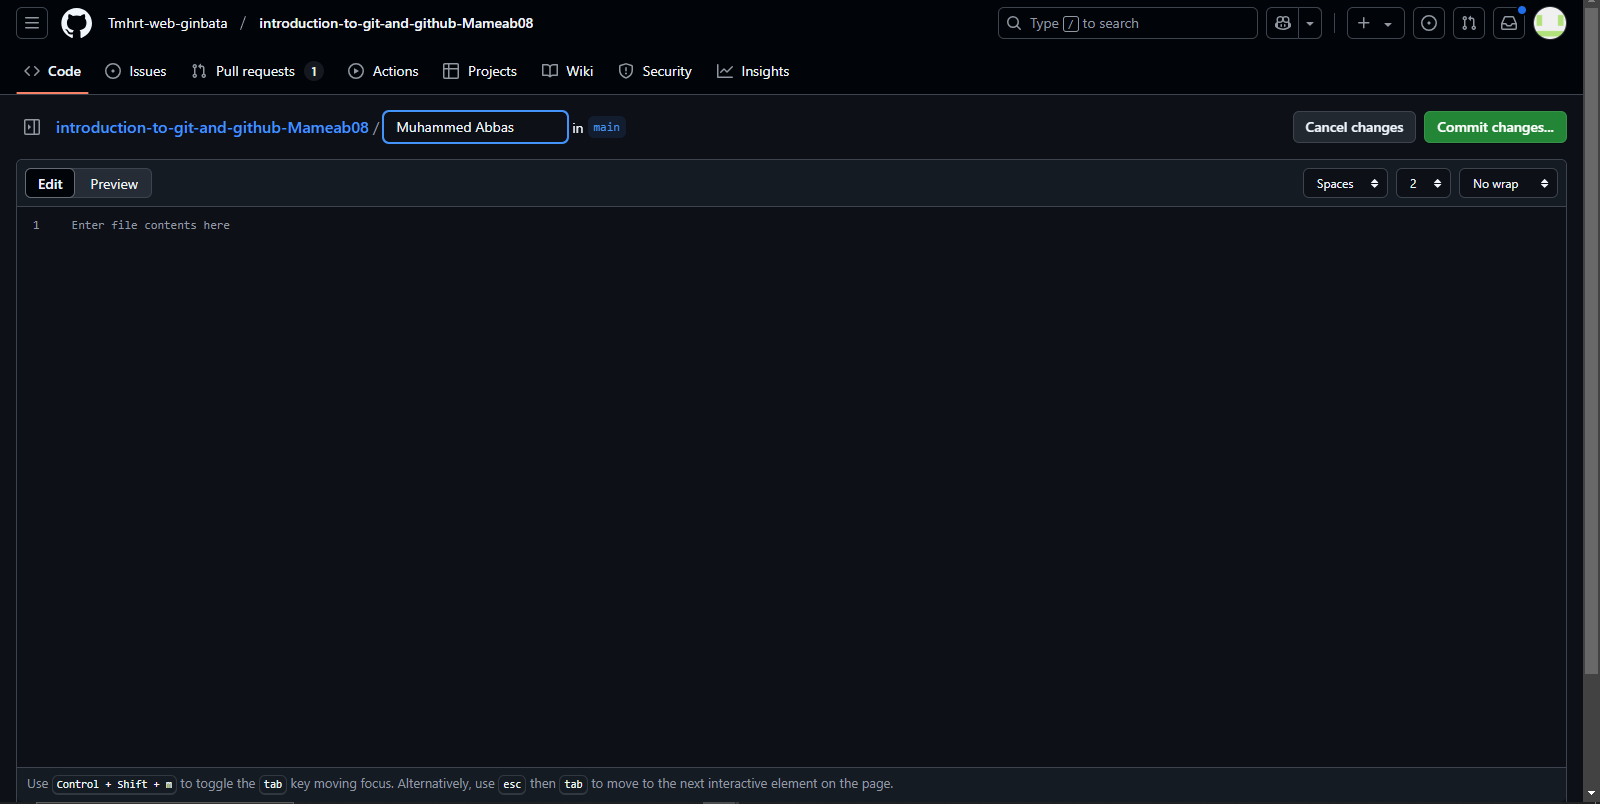 Tmhrt-web-ginbata / introduction-to-git-and-github-Mameab08 Type / to search
Code Issues Pull requests 1 Actions Projects Wiki Security Insights
introduction-to-git-and-github-Mameab08 / Muhammed Abbas in main Cancel changes Commit changes...
Edit Preview Spaces 2 No wrap
1 Enter file contents here
Use Control + Shift + m to toggle the tab key moving focus. Alternatively, use esc then tab to move to the next interactive element on the page.